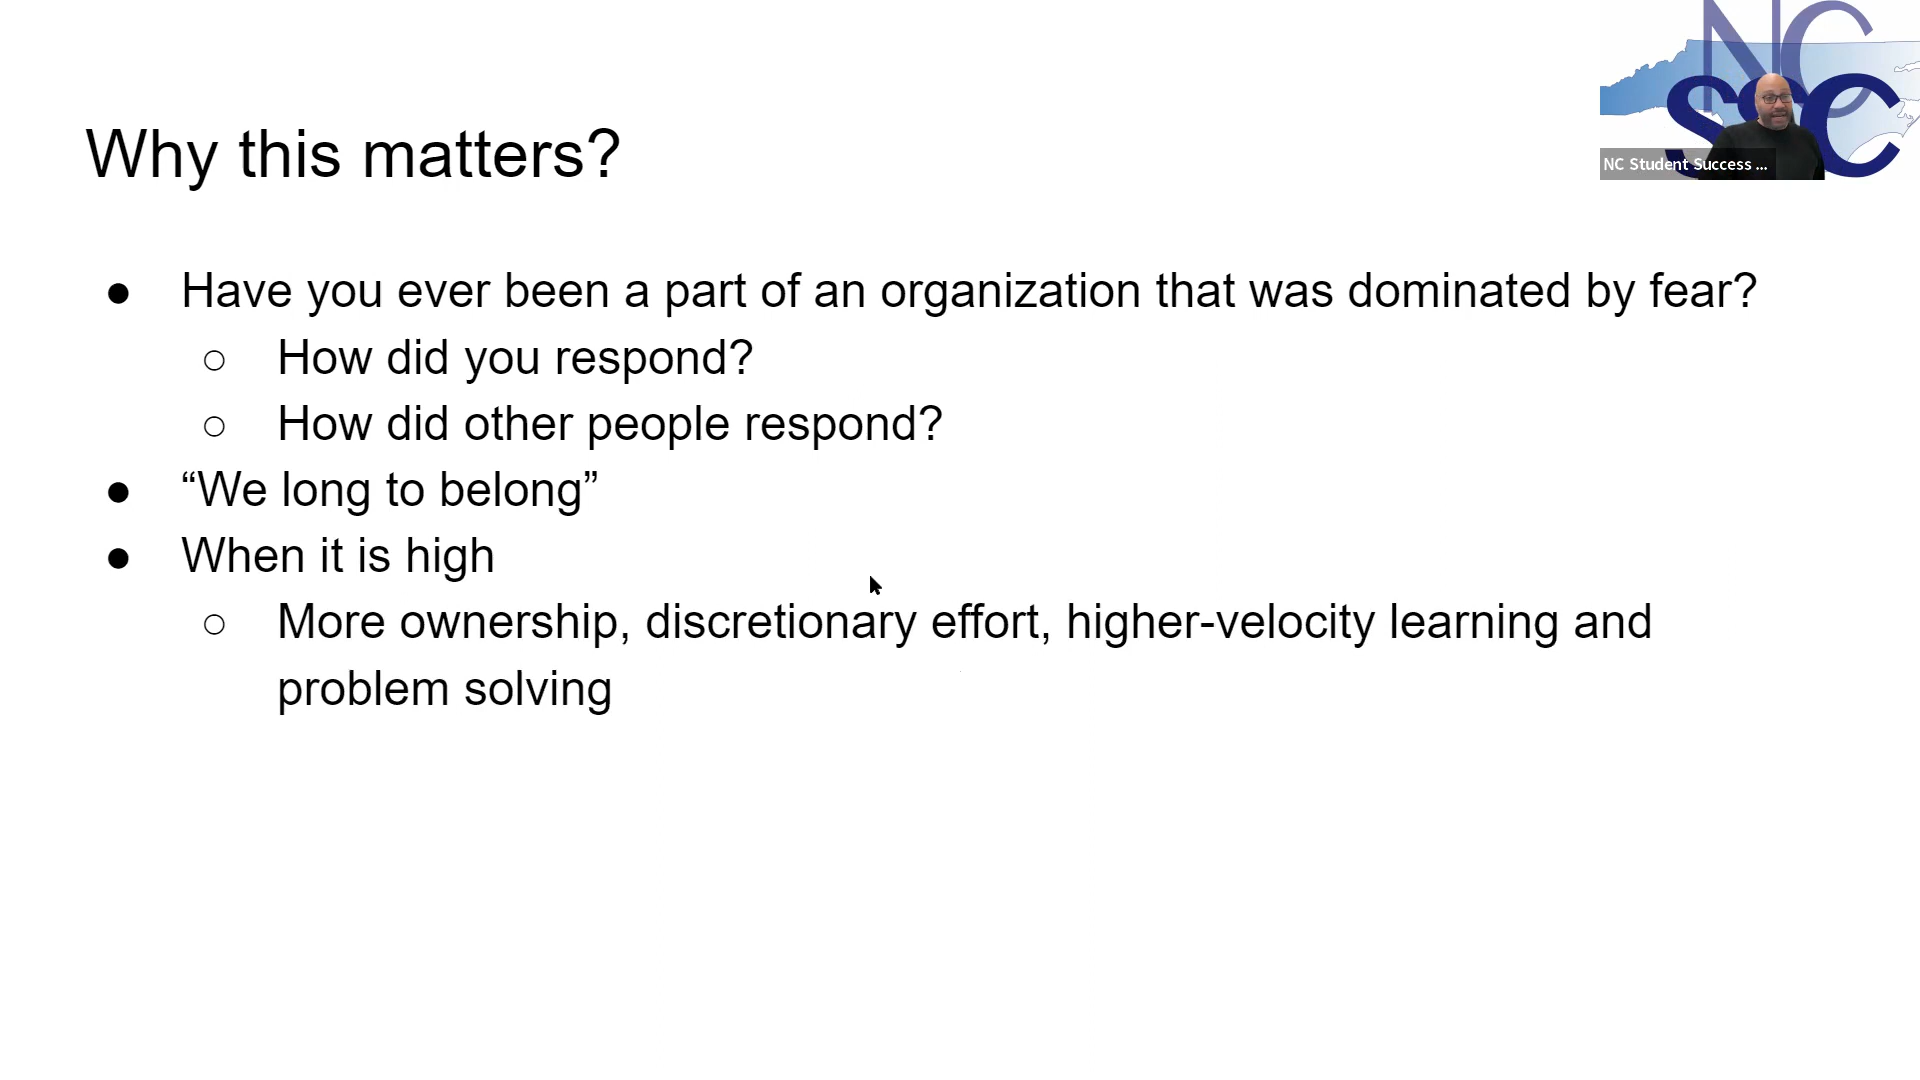 NC
SSC
NC Student Success ...
Why this matters?
● Have you ever been a part of an organization that was dominated by fear?
○ How did you respond?
○ How did other people respond?
● “We long to belong”
● When it is high
○ More ownership, discretionary effort, higher-velocity learning and
problem solving